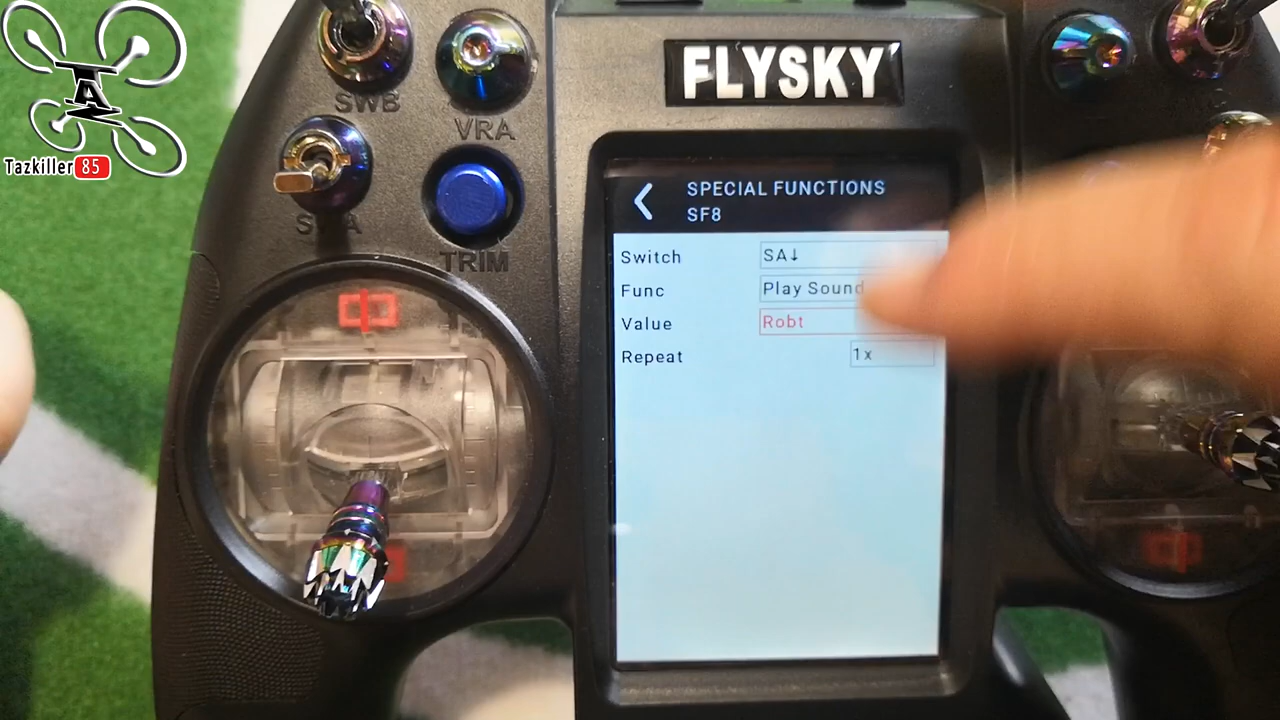 A
Tazkiller 85
SWB
VRA
TRIM
FLYSKY
SPECIAL FUNCTIONS
SF8
Switch SA↓
Func Play Sound
Value Robt
Repeat 1x